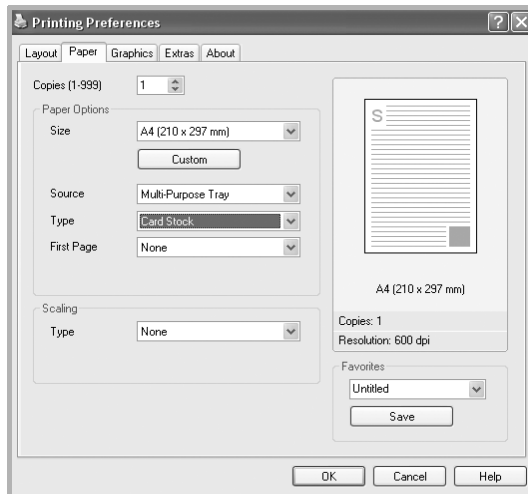 Printing Preferences
Layout Paper Graphics Extras About
Copies (1-999) 1
Paper Options
Size A4 (210 x 297 mm)
Custom
Source Multi-Purpose Tray
Type Card Stock
First Page None
Scaling
Type None
S
A4 (210 x 297 mm)
Copies: 1
Resolution: 600 dpi
Favorites
Untitled
Save
OK Cancel Help